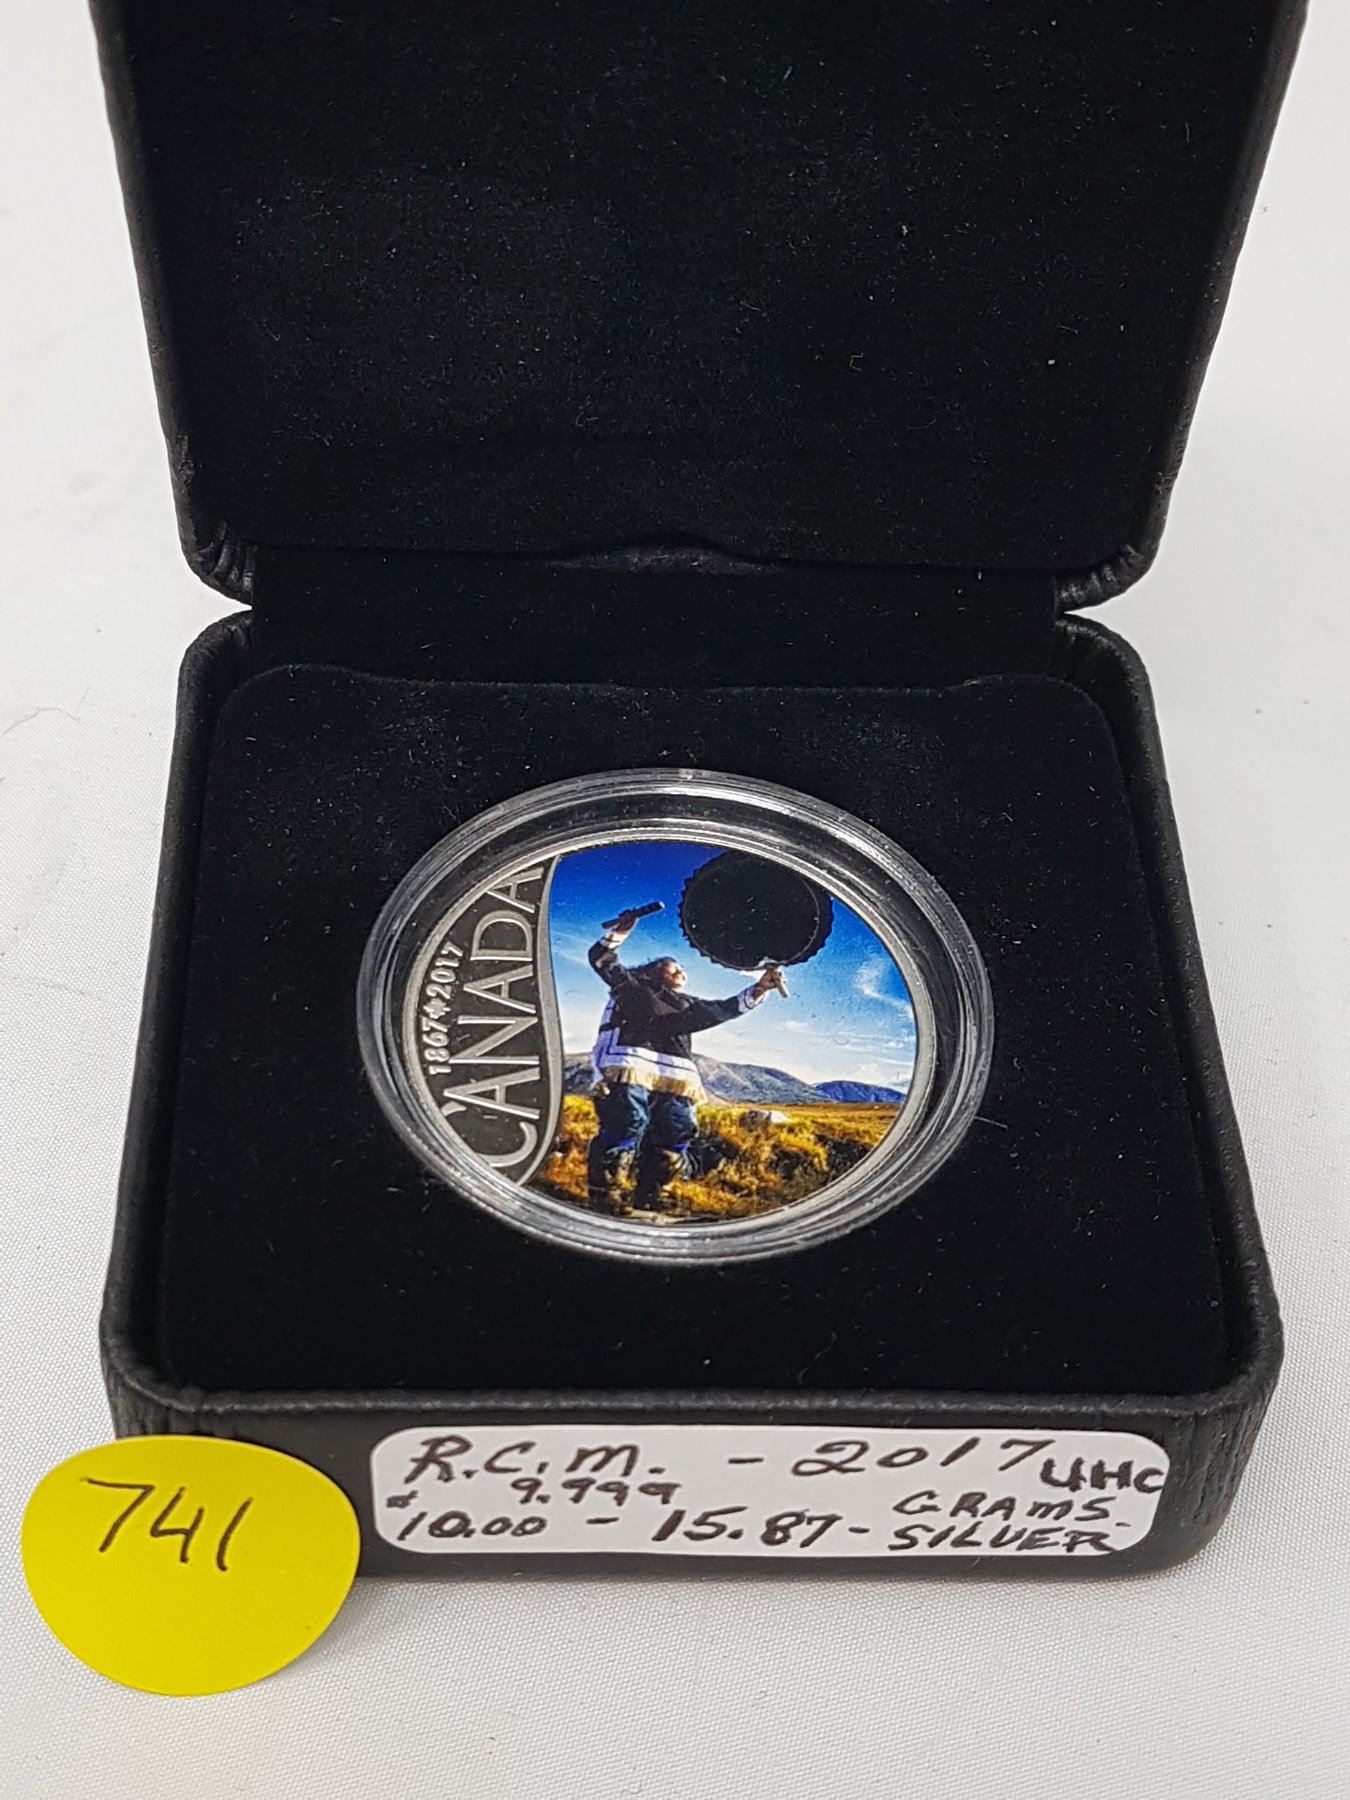 1867 2017
CANADA
R.C.M. - 2017 UHC
9.999 GRAMS.
$10.00 - 15.87 - SILVER
741